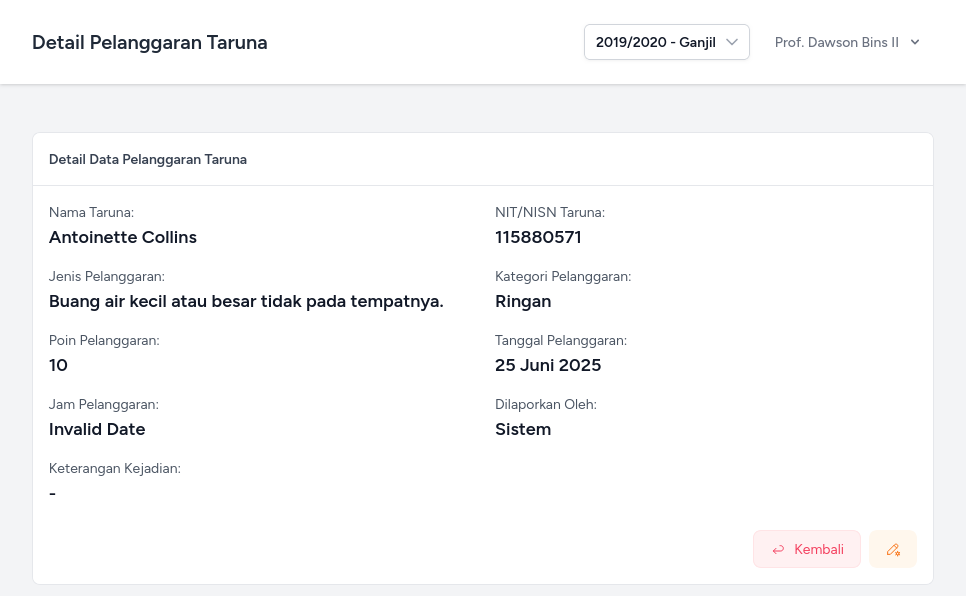 Detail Pelanggaran Taruna
2019/2020 - Ganjil
Prof. Dawson Bins II
Detail Data Pelanggaran Taruna
Nama Taruna:
Antoinette Collins
NIT/NISN Taruna:
115880571
Jenis Pelanggaran:
Buang air kecil atau besar tidak pada tempatnya.
Kategori Pelanggaran:
Ringan
Poin Pelanggaran:
10
Tanggal Pelanggaran:
25 Juni 2025
Jam Pelanggaran:
Invalid Date
Dilaporkan Oleh:
Sistem
Keterangan Kejadian:
-
Kembali